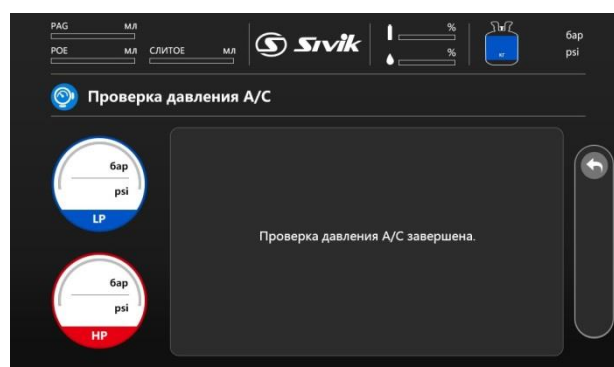 PAG мл
POE мл СЛИТОЕ мл
Sivik
%
%
кг
бар
psi
Проверка давления A/C
бар
psi
LP
Проверка давления A/C завершена.
бар
psi
HP